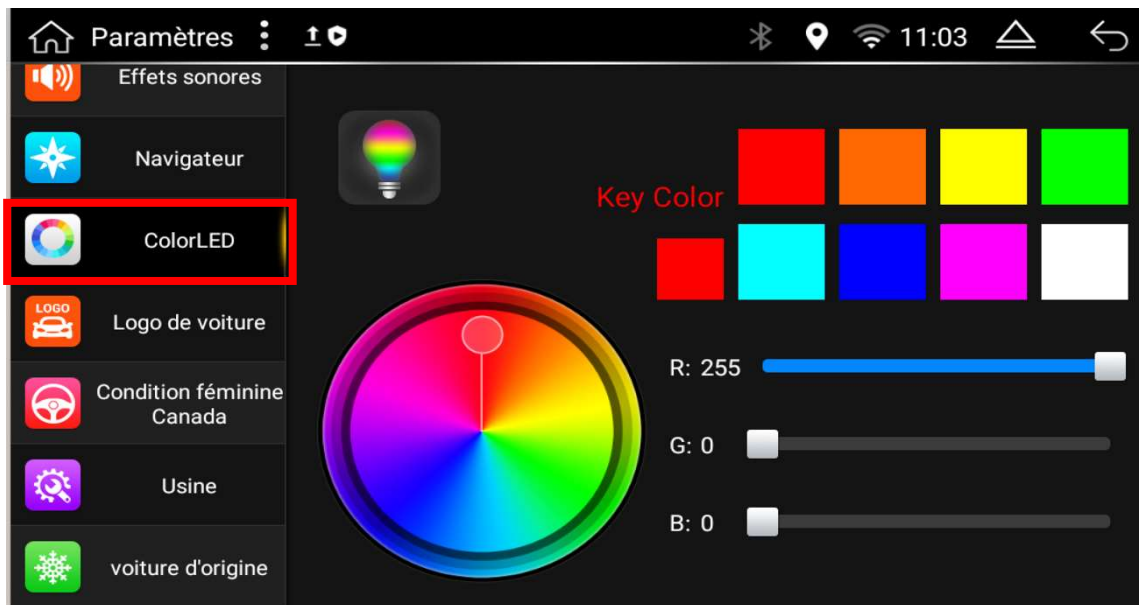 Paramètres
11:03
Effets sonores
Navigateur
ColorLED
LOGO
Logo de voiture
Condition féminine
Canada
Usine
voiture d'origine
Key Color
R: 255
G: 0
B: 0